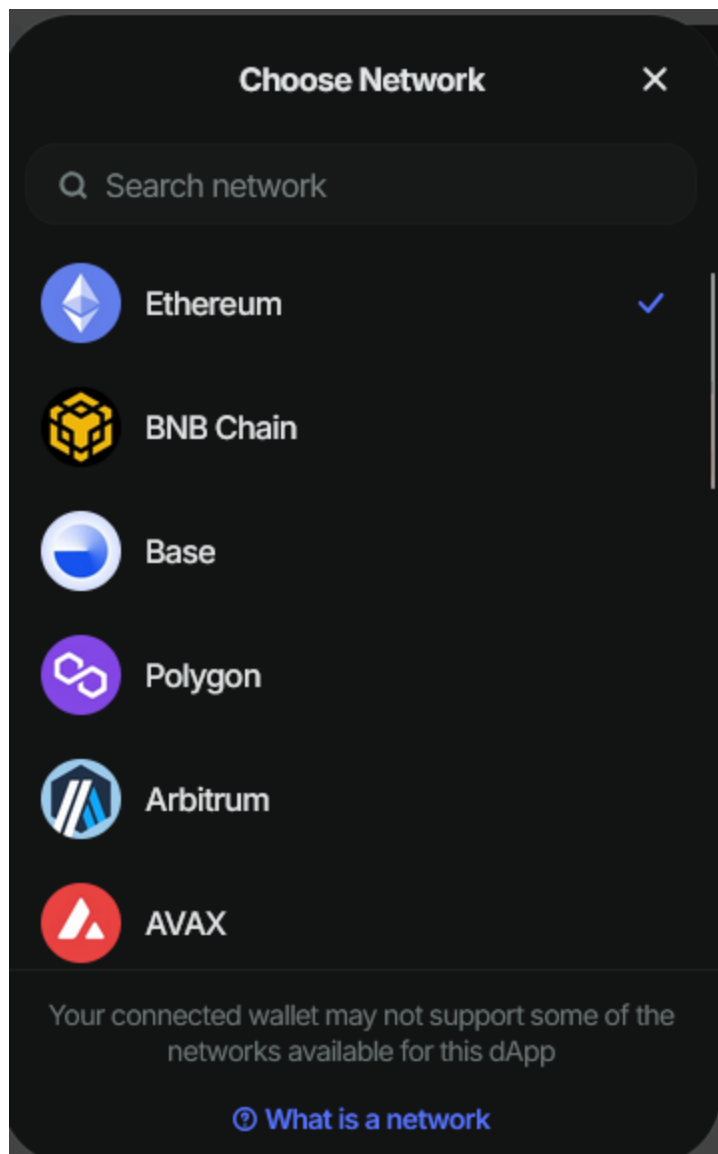 Choose Network
Search network
Ethereum
BNB Chain
Base
Polygon
Arbitrum
AVAX
Your connected wallet may not support some of the
networks available for this dApp
What is a network